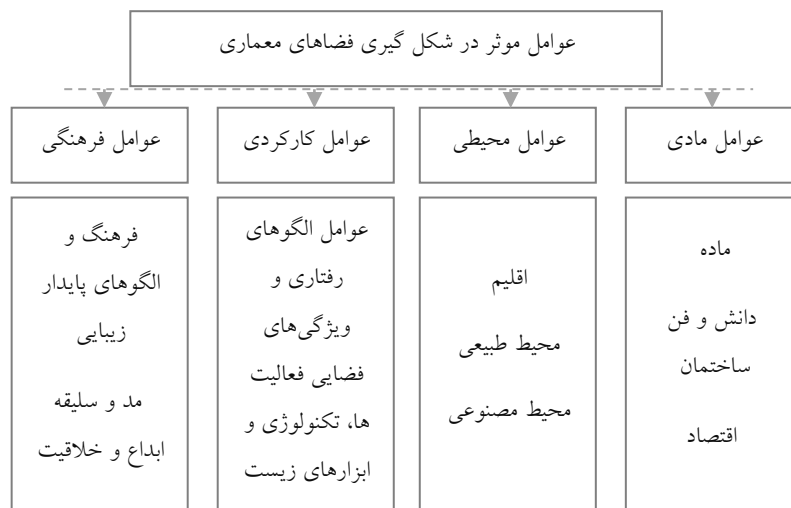 عوامل موثر در شکل گیری فضاهای معماری
عوامل مادی
عوامل محیطی
عوامل کارکردی
عوامل فرهنگی
ماده
دانش و فن
ساختمان
اقتصاد
اقلیم
محیط طبیعی
محیط مصنوعی
عوامل الگوهای
رفتاری و
ویژگی‌های
فضایی فعالیت
ها، تکنولوژی و
ابزارهای زیست
فرهنگ و
الگوهای پایدار
زیبایی
مد و سلیقه
ابداع و خلاقیت